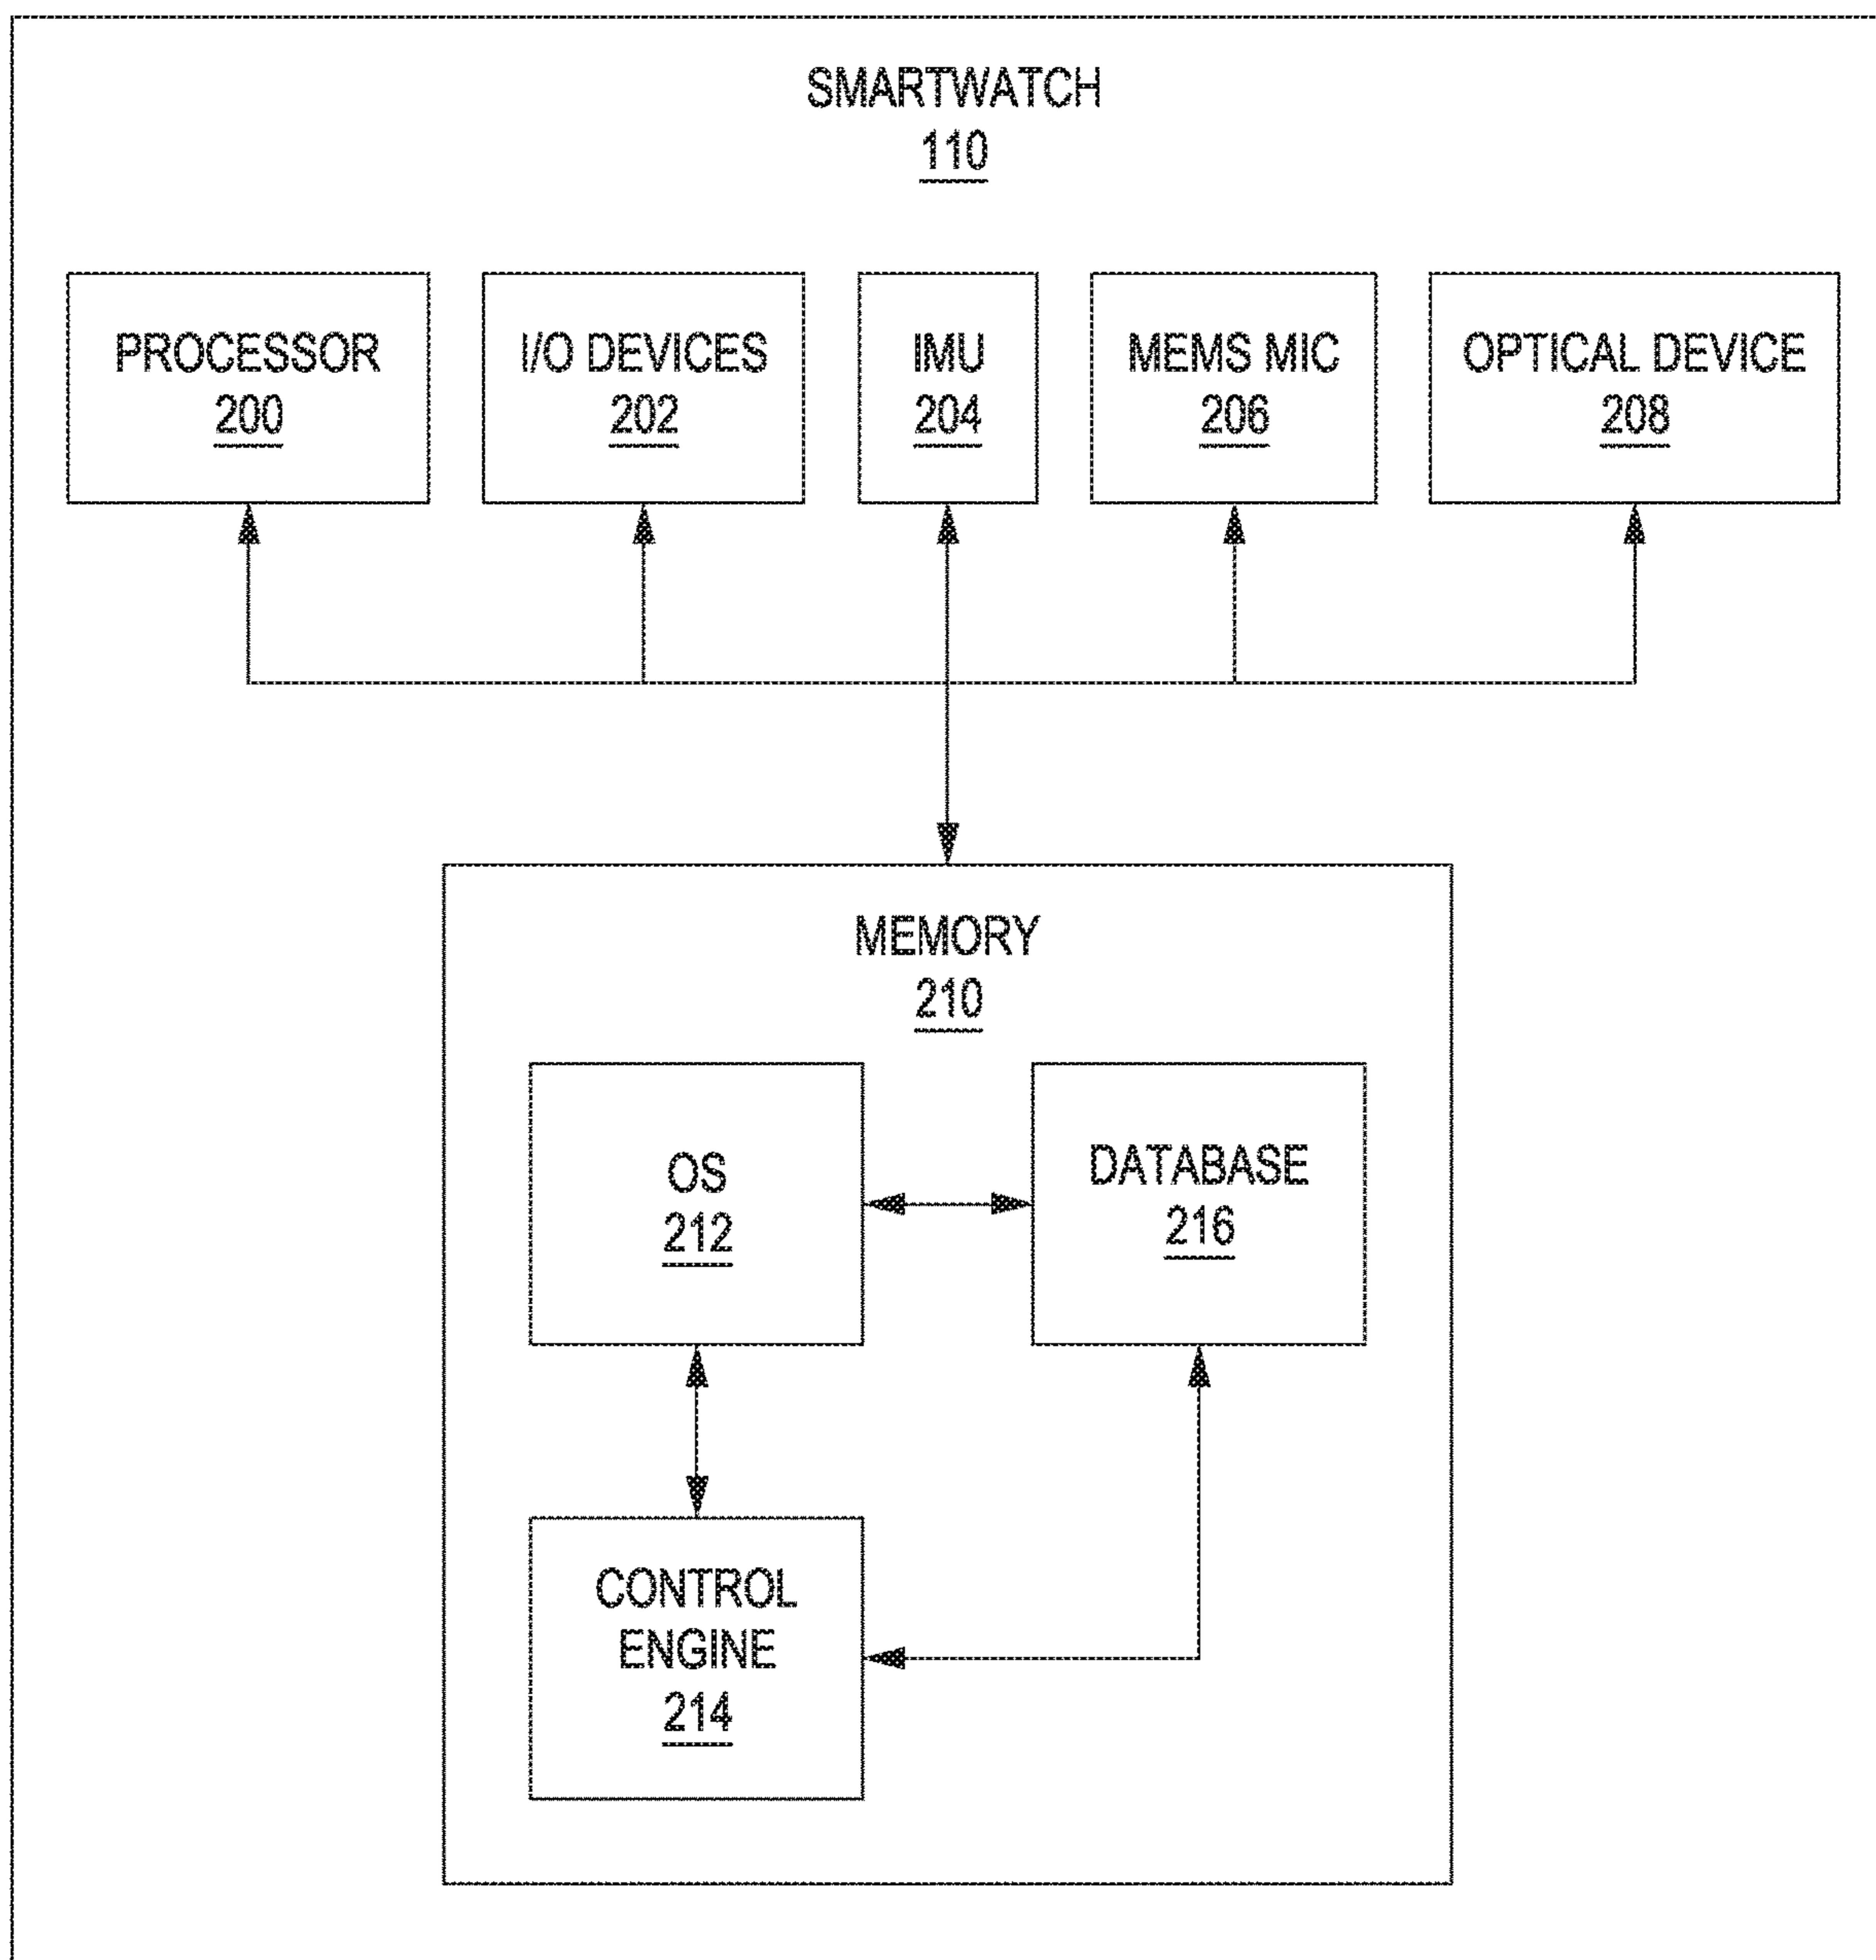 SMARTWATCH
110
PROCESSOR
200
I/O DEVICES
202
IMU
204
MEMS MIC
206
OPTICAL DEVICE
208
MEMORY
210
OS
212
DATABASE
216
CONTROL
ENGINE
214